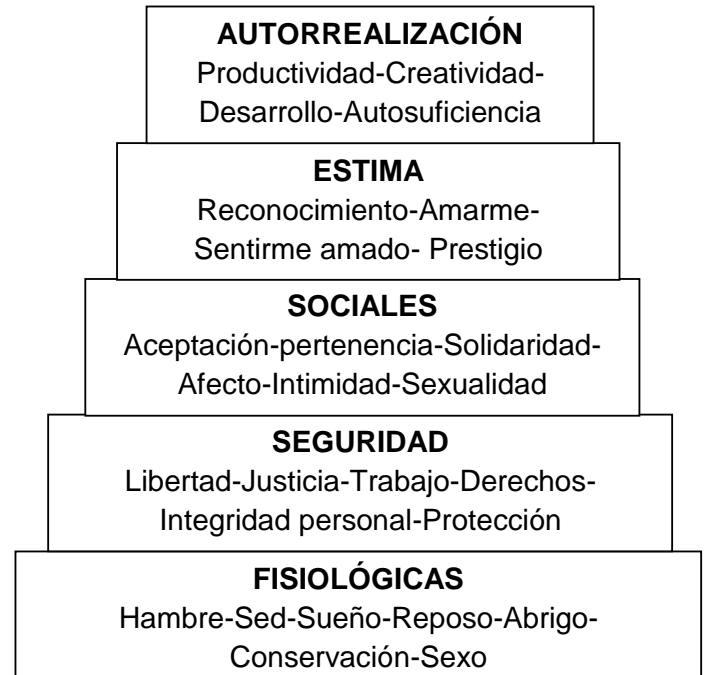 AUTORREALIZACIÓN
Productividad-Creatividad-
Desarrollo-Autosuficiencia
ESTIMA
Reconocimiento-Amarme-
Sentirme amado- Prestigio
SOCIALES
Aceptación-pertenencia-Solidaridad-
Afecto-Intimidad-Sexualidad
SEGURIDAD
Libertad-Justicia-Trabajo-Derechos-
Integridad personal-Protección
FISIOLÓGICAS
Hambre-Sed-Sueño-Reposo-Abrigo-
Conservación-Sexo